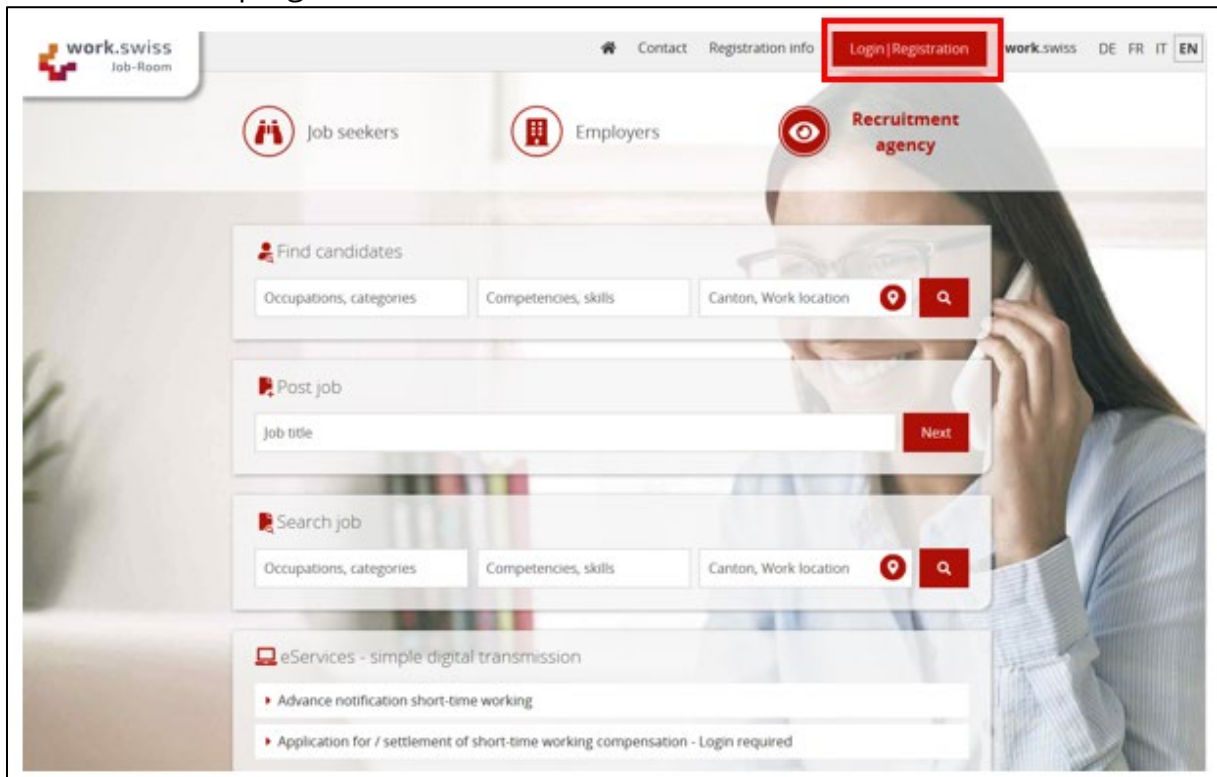 work.swiss
Job-Room
Contact Registration info Login|Registration work.swiss DE FR IT EN
Job seekers Employers Recruitment
agency
Find candidates
Occupations, categories Competencies, skills Canton, Work location
Post job
Job title Next
Search job
Occupations, categories Competencies, skills Canton, Work location
eServices - simple digital transmission
Advance notification short-time working
Application for / settlement of short-time working compensation - Login required